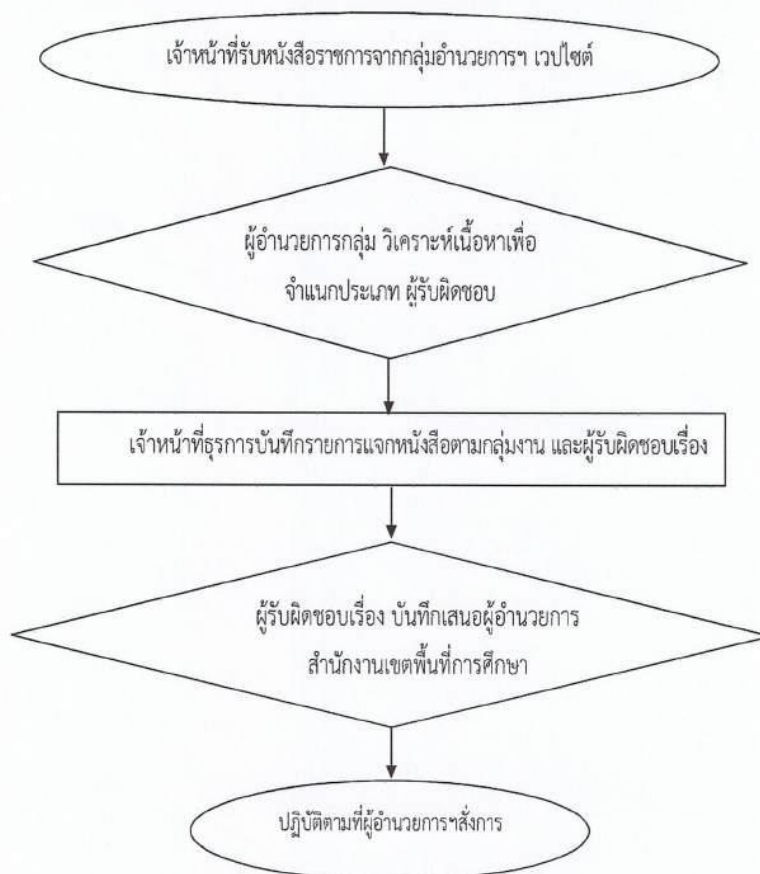 เจ้าหน้าที่รับหนังสือราชการจากกลุ่มอำนวยการฯ เวปไซต์
ผู้อำนวยการกลุ่ม วิเคราะห์เนื้อหาเพื่อ
จำแนกประเภท ผู้รับผิดชอบ
เจ้าหน้าที่ธุรการบันทึกรายการแจกหนังสือตามกลุ่มงาน และผู้รับผิดชอบเรื่อง
ผู้รับผิดชอบเรื่อง บันทึกเสนอผู้อำนวยการ
สำนักงานเขตพื้นที่การศึกษา
ปฏิบัติตามที่ผู้อำนวยการฯสั่งการ